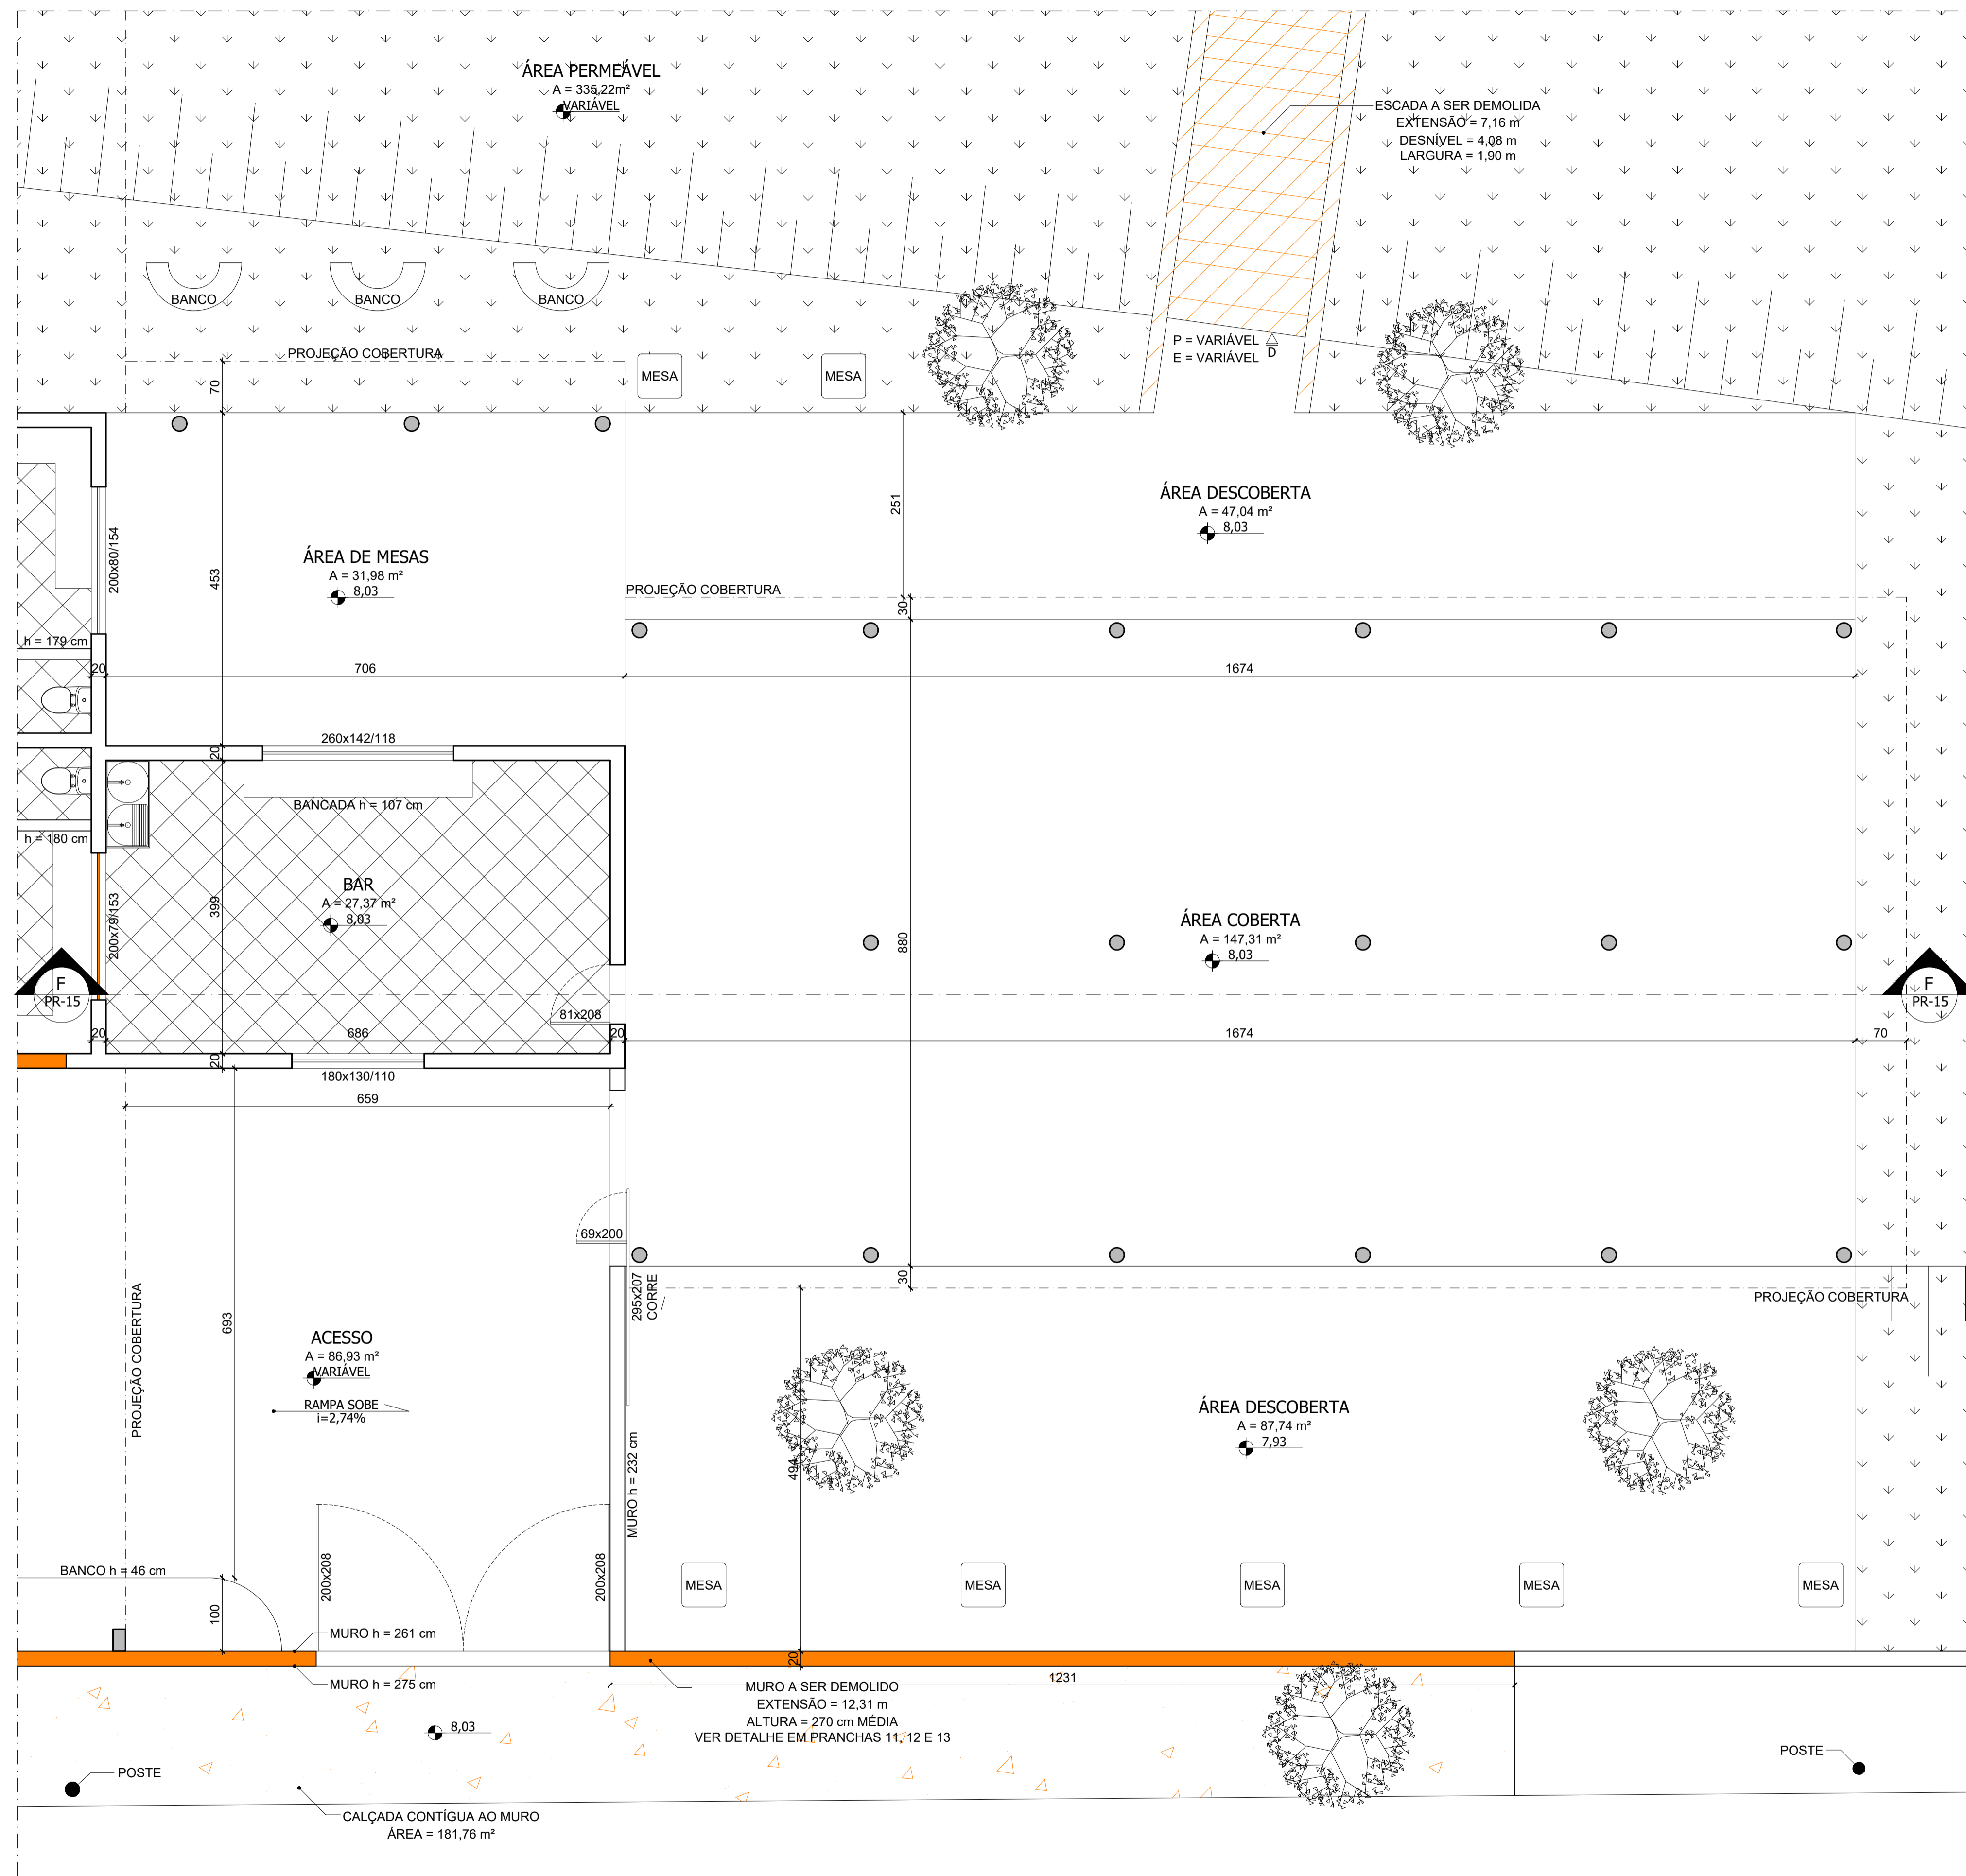 ÁREA PERMEÁVEL
A = 335,22m²
VARIÁVEL
ESCADA A SER DEMOLIDA
EXTENSÃO = 7,16 m
DESNÍVEL = 4,08 m
LARGURA = 1,90 m
BANCO
BANCO
BANCO
P = VARIÁVEL
E = VARIÁVEL
D
PROJEÇÃO COBERTURA
70
MESA
MESA
ÁREA DESCOBERTA
A = 47,04 m²
8,03
251
200x80/154
453
ÁREA DE MESAS
A = 31,98 m²
8,03
PROJEÇÃO COBERTURA
30
h = 179 cm
20
706
1674
260x142/118
20
BANCADA h = 107 cm
h = 180 cm
200x79/153
399
BAR
A = 27,37 m²
8,03
880
ÁREA COBERTA
A = 147,31 m²
8,03
F
PR-15
F
PR-15
81x208
20
686
20
1674
70
20
180x130/110
659
69x200
295x207
CORRE
30
PROJEÇÃO COBERTURA
PROJEÇÃO COBERTURA
693
ACESSO
A = 86,93 m²
VARIÁVEL
RAMPA SOBE
i=2,74%
ÁREA DESCOBERTA
A = 87,74 m²
7,93
494
MURO h = 232 cm
BANCO h = 46 cm
100
200x208
200x208
MESA
MESA
MESA
MESA
MESA
MURO h = 261 cm
MURO h = 275 cm
20
1231
MURO A SER DEMOLIDO
EXTENSÃO = 12,31 m
ALTURA = 270 cm MÉDIA
VER DETALHE EM PRANCHAS 11, 12 E 13
8,03
POSTE
POSTE
CALÇADA CONTÍGUA AO MURO
ÁREA = 181,76 m²